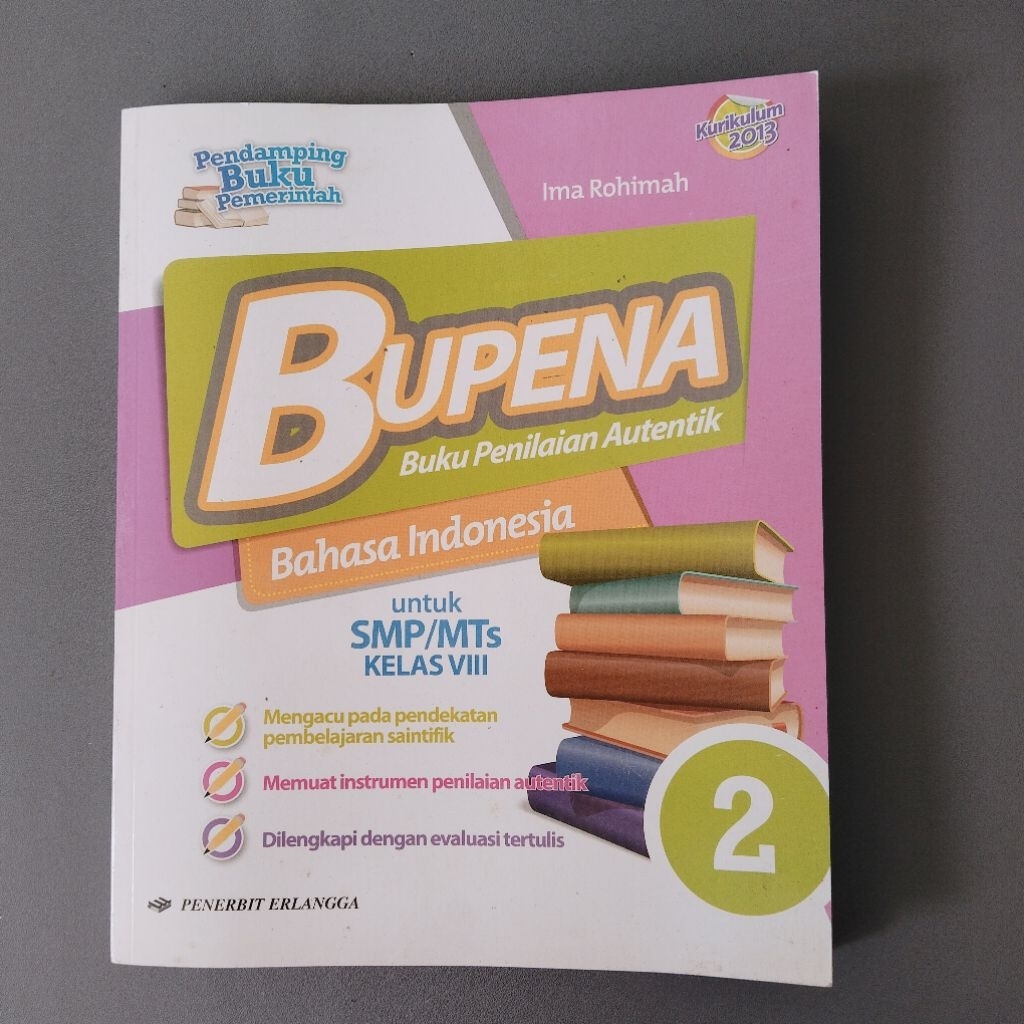 Pendamping
Buku
Pemerintah
Kurikulum
2013
Ima Rohimah
BUPENA
Buku Penilaian Autentik
Bahasa Indonesia
untuk
SMP/MTs
KELAS VIII
Mengacu pada pendekatan
pembelajaran saintifik
Memuat instrumen penilaian autentik
Dilengkapi dengan evaluasi tertulis
2
PENERBIT ERLANGGA